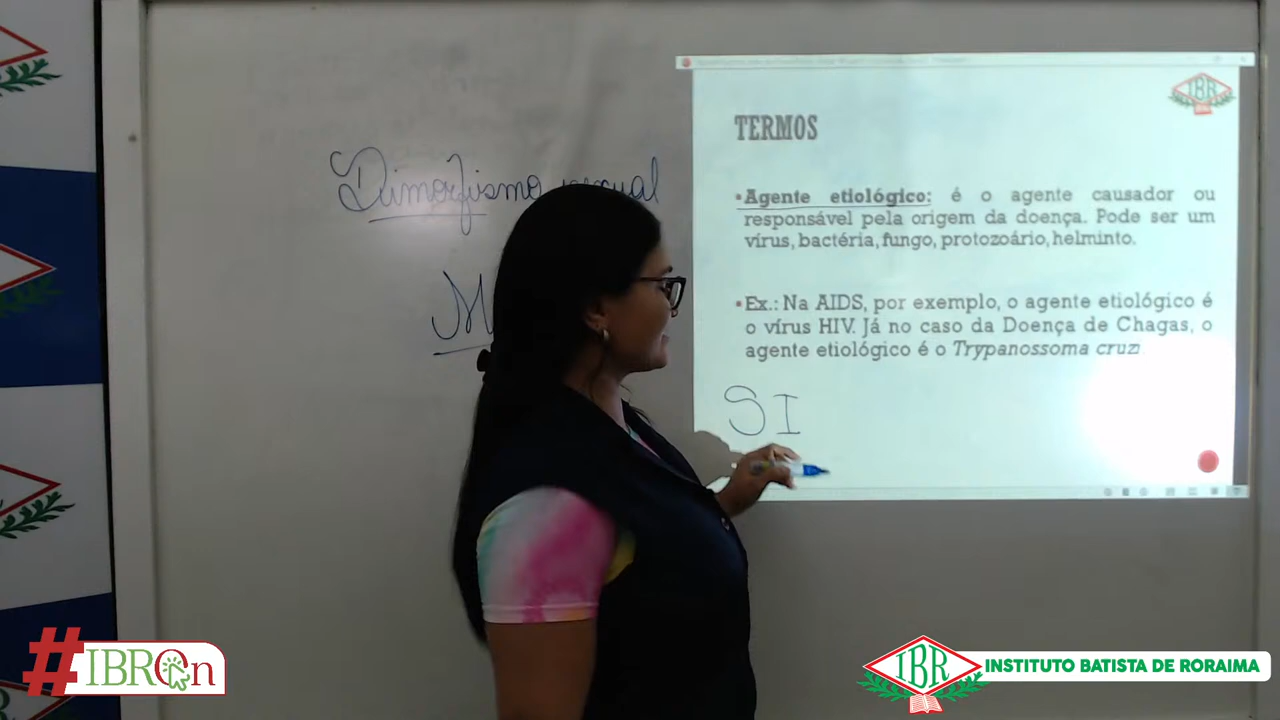 Dimorfismo sexual
M
IBR
TERMOS
•Agente etiológico: é o agente causador ou
responsável pela origem da doença. Pode ser um
vírus, bactéria, fungo, protozoário, helminto.
•Ex.: Na AIDS, por exemplo, o agente etiológico é
o vírus HIV. Já no caso da Doença de Chagas, o
agente etiológico é o Trypanossoma cruzi
SI
#IBROn
IBR
INSTITUTO BATISTA DE RORAIMA